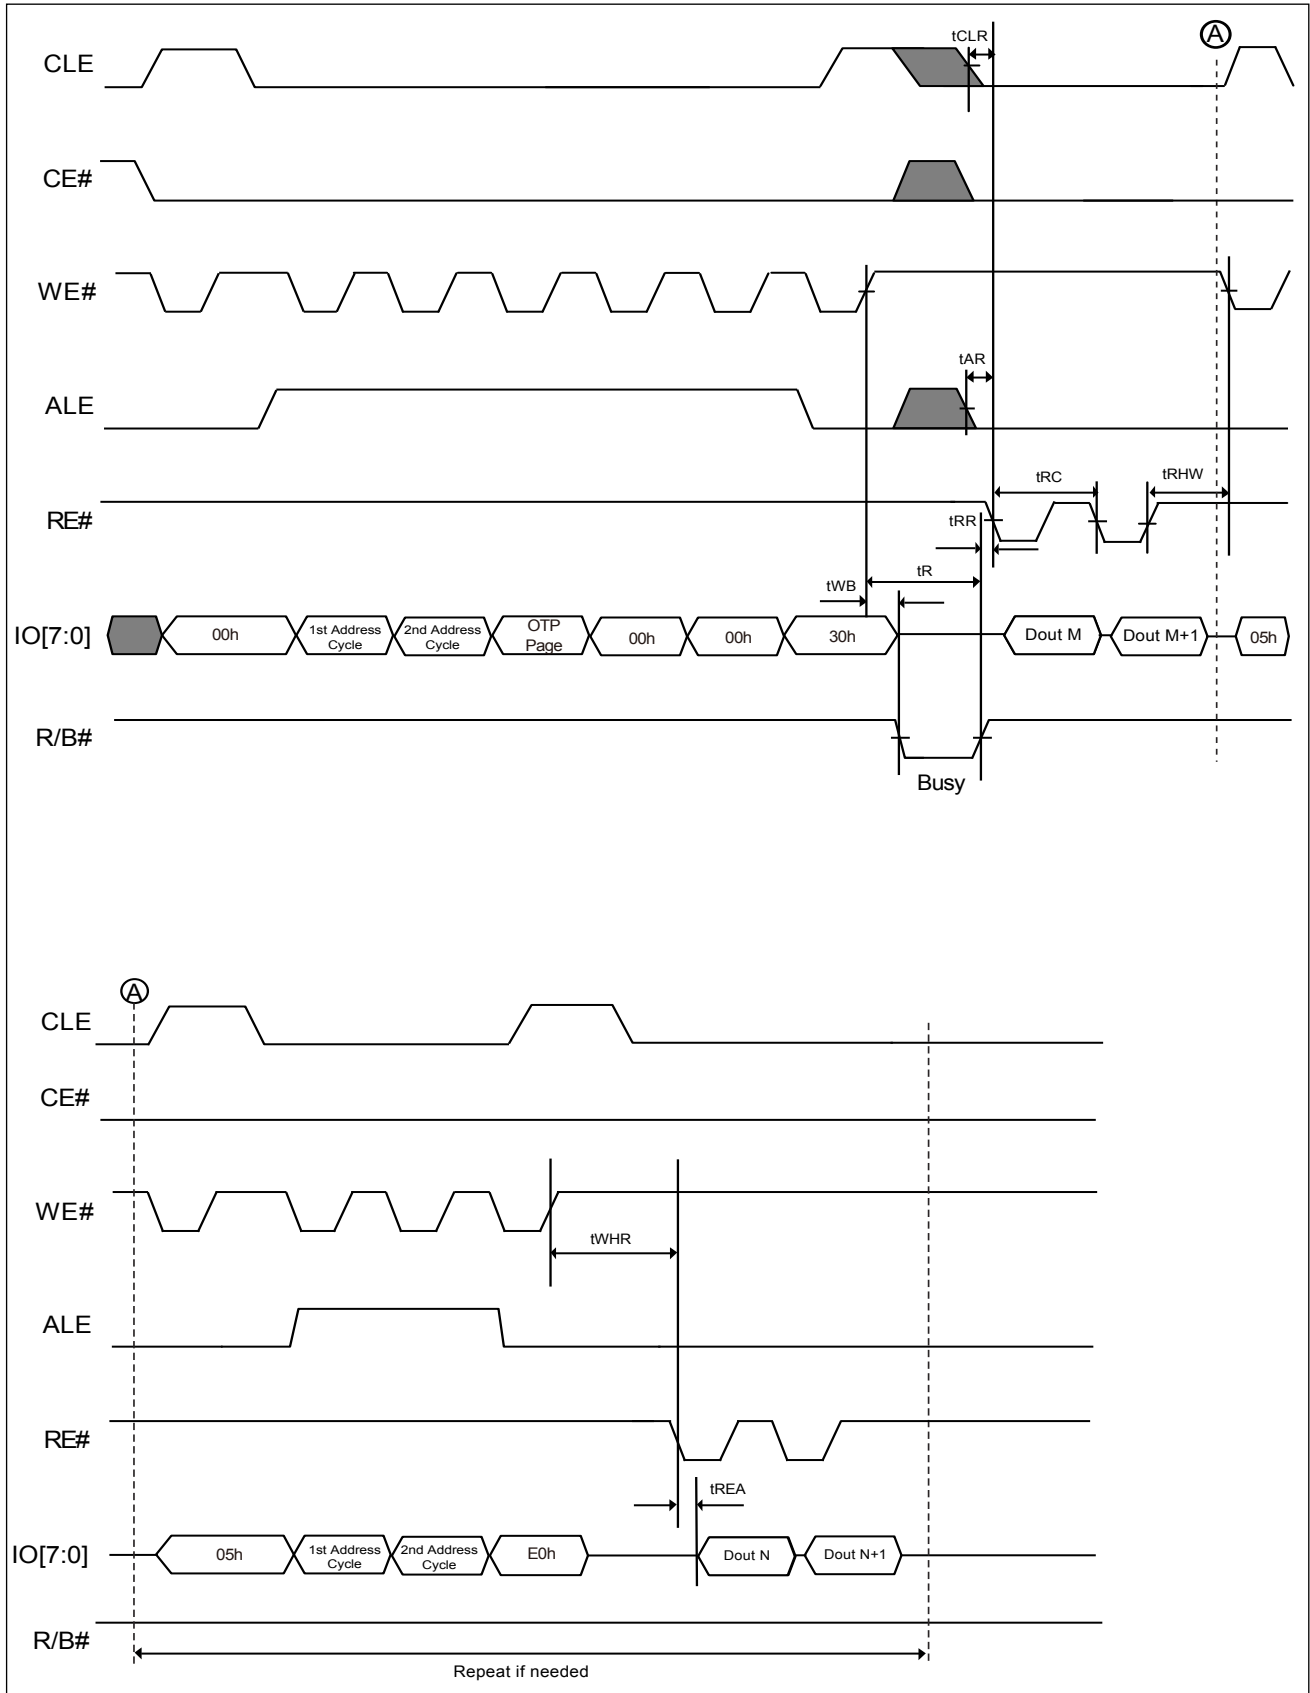 tCLR
A
CLE
CE#
WE#
tAR
ALE
tRC
tRHW
RE#
tRR
tR
tWB
IO[7:0]
00h
1st Address
Cycle
2nd Address
Cycle
OTP
Page
00h
00h
30h
Dout M
Dout M+1
05h
R/B#
Busy
A
CLE
CE#
WE#
tWHR
ALE
RE#
tREA
IO[7:0]
05h
1st Address
Cycle
2nd Address
Cycle
E0h
Dout N
Dout N+1
R/B#
Repeat if needed